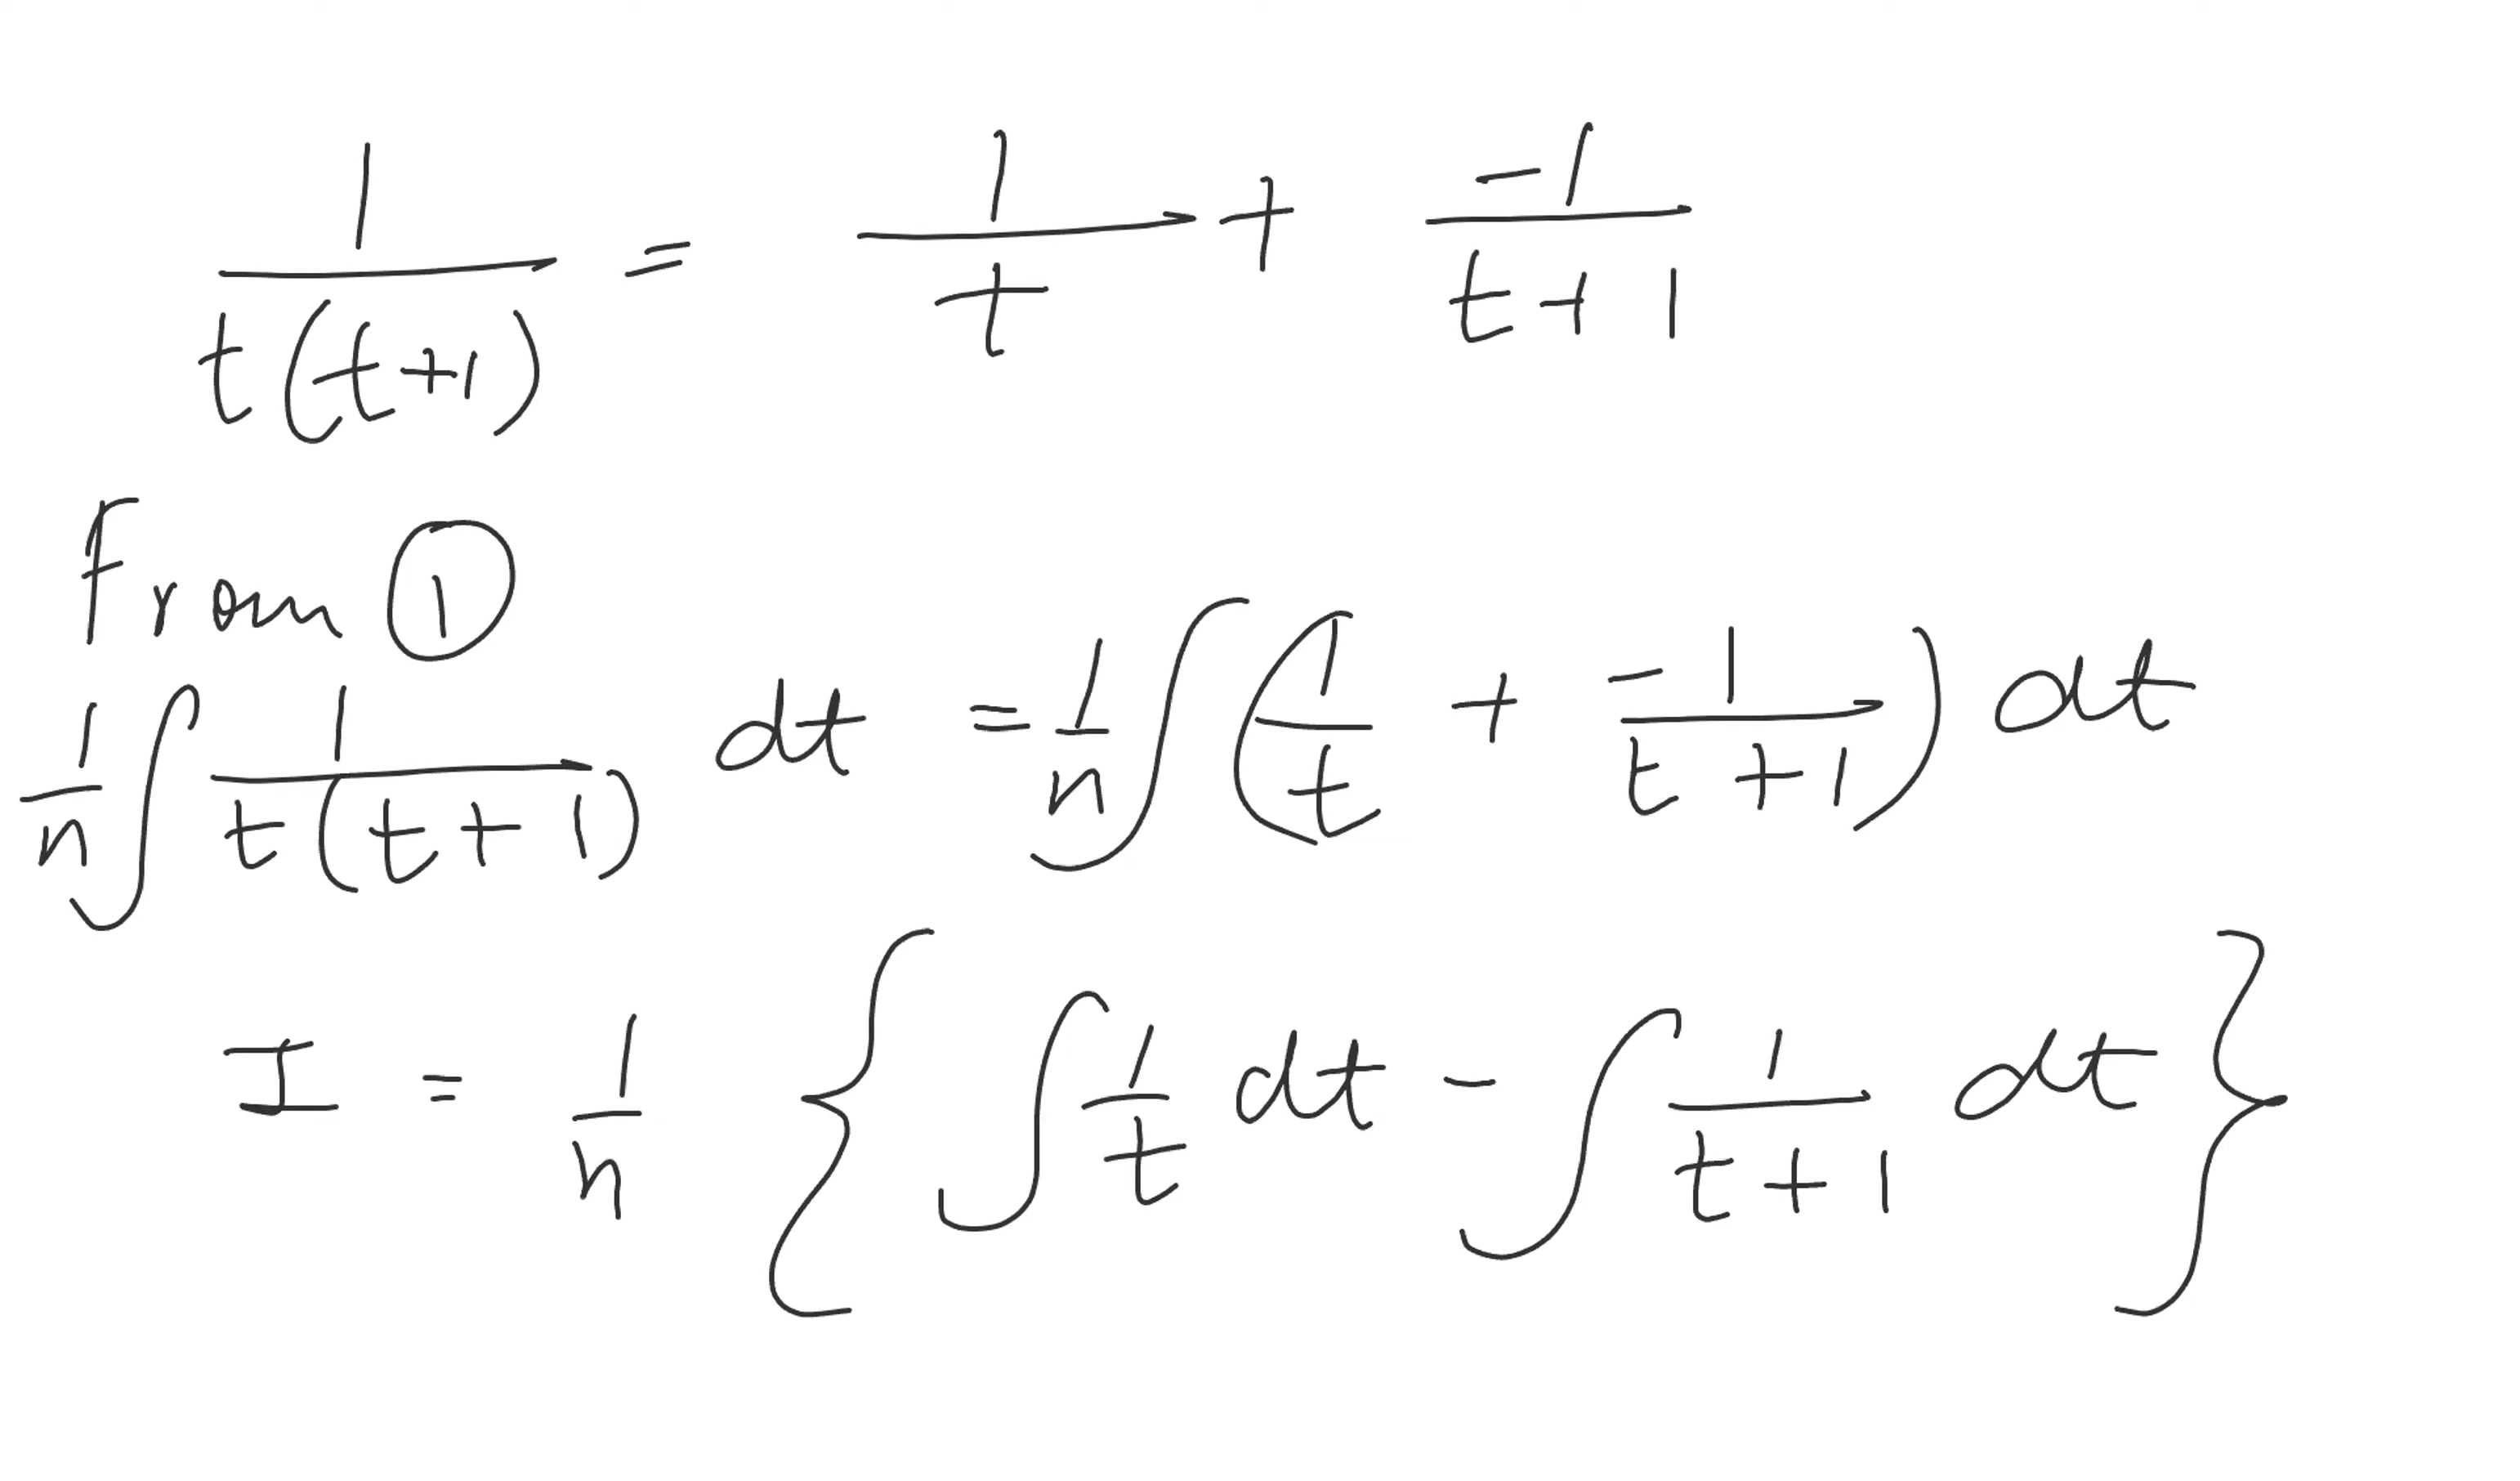 1/(t(t+1)) = 1/t + -1/(t+1)
From ①
1/n ∫ 1/(t(t+1)) dt = 1/n ∫ (1/t + -1/(t+1)) dt
I = 1/n { ∫ 1/t dt - ∫ 1/(t+1) dt }